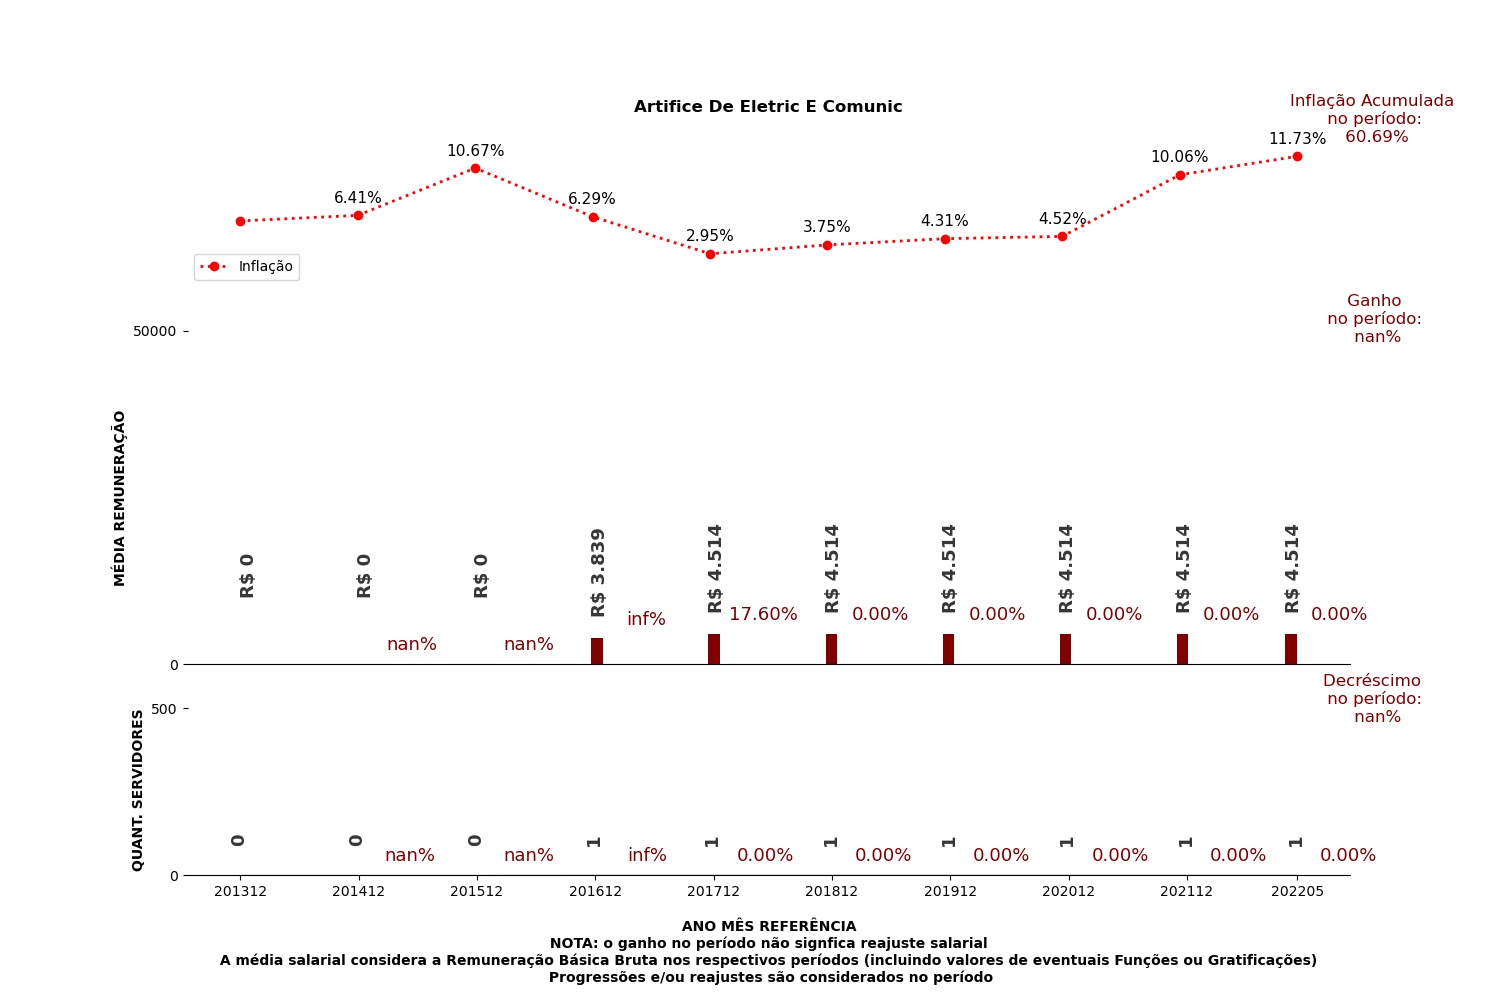 Artifice De Eletric E Comunic
Inflação Acumulada
no período:
60.69%
6.41%
10.67%
6.29%
2.95%
3.75%
4.31%
4.52%
10.06%
11.73%
Inflação
Ganho
no período:
nan%
50000
0
MÉDIA REMUNERAÇÃO
R$ 0
R$ 0
R$ 0
R$ 3.839
R$ 4.514
R$ 4.514
R$ 4.514
R$ 4.514
R$ 4.514
R$ 4.514
nan%
nan%
inf%
17.60%
0.00%
0.00%
0.00%
0.00%
0.00%
Decréscimo
no período:
nan%
500
0
QUANT. SERVIDORES
0
0
0
1
1
1
1
1
1
1
nan%
nan%
inf%
0.00%
0.00%
0.00%
0.00%
0.00%
0.00%
201312
201412
201512
201612
201712
201812
201912
202012
202112
202205
ANO MÊS REFERÊNCIA
NOTA: o ganho no período não signfica reajuste salarial
A média salarial considera a Remuneração Básica Bruta nos respectivos períodos (incluindo valores de eventuais Funções ou Gratificações)
Progressões e/ou reajustes são considerados no período